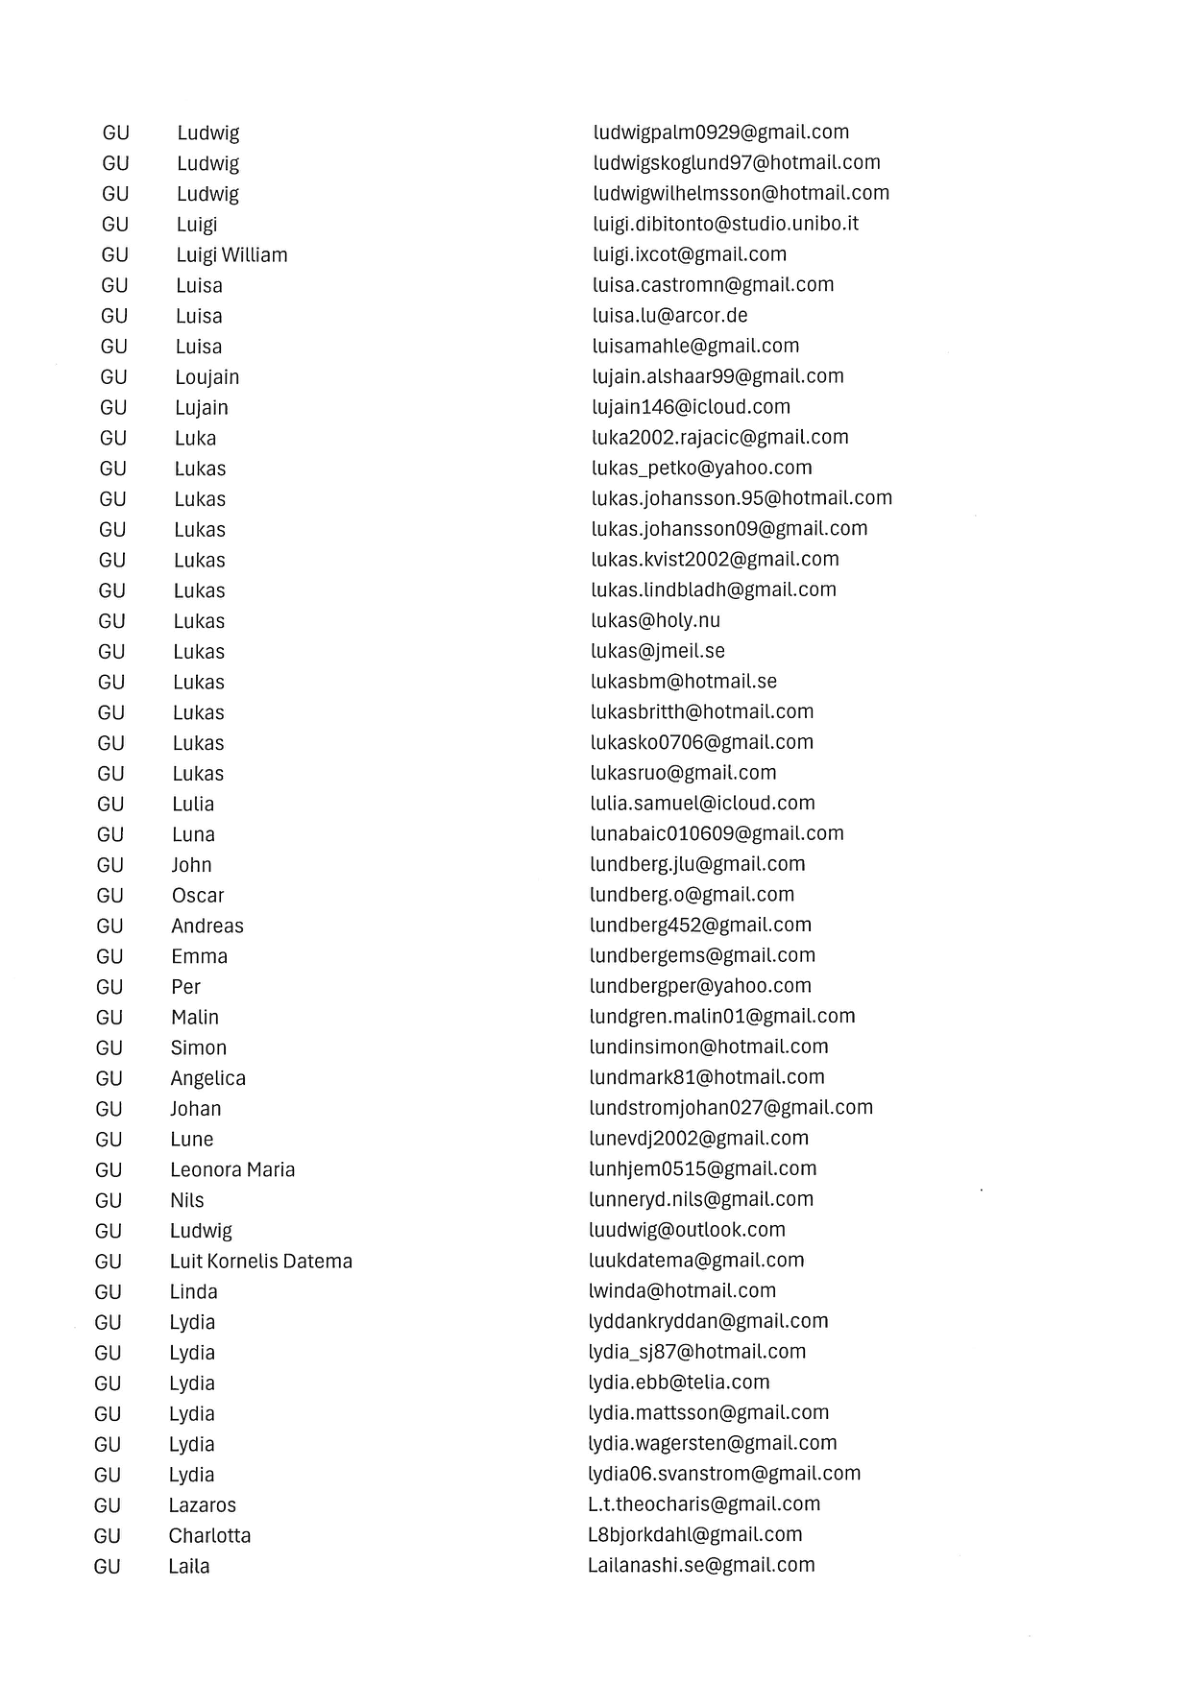 GU Ludwig ludwigpalm0929@gmail.com
GU Ludwig ludwigskoglund97@hotmail.com
GU Ludwig ludwigwilhelmsson@hotmail.com
GU Luigi luigi.dibitonto@studio.unibo.it
GU Luigi William luigi.ixcot@gmail.com
GU Luisa luisa.castromn@gmail.com
GU Luisa luisa.lu@arcor.de
GU Luisa luisamahle@gmail.com
GU Loujain lujain.alshaar99@gmail.com
GU Lujain lujain146@icloud.com
GU Luka luka2002.rajacic@gmail.com
GU Lukas lukas_petko@yahoo.com
GU Lukas lukas.johansson.95@hotmail.com
GU Lukas lukas.johansson09@gmail.com
GU Lukas lukas.kvist2002@gmail.com
GU Lukas lukas.lindbladh@gmail.com
GU Lukas lukas@holy.nu
GU Lukas lukas@jmeil.se
GU Lukas lukasbm@hotmail.se
GU Lukas lukasbritth@hotmail.com
GU Lukas lukasko0706@gmail.com
GU Lukas lukasruo@gmail.com
GU Lulia lulia.samuel@icloud.com
GU Luna lunabaic010609@gmail.com
GU John lundberg.jlu@gmail.com
GU Oscar lundberg.o@gmail.com
GU Andreas lundberg452@gmail.com
GU Emma lundbergems@gmail.com
GU Per lundbergper@yahoo.com
GU Malin lundgren.malin01@gmail.com
GU Simon lundinsimon@hotmail.com
GU Angelica lundmark81@hotmail.com
GU Johan lundstromjohan027@gmail.com
GU Lune lunevdj2002@gmail.com
GU Leonora Maria lunhjem0515@gmail.com
GU Nils lunneryd.nils@gmail.com
GU Ludwig luudwig@outlook.com
GU Luit Kornelis Datema luukdatema@gmail.com
GU Linda lwinda@hotmail.com
GU Lydia lyddankryddan@gmail.com
GU Lydia lydia_sj87@hotmail.com
GU Lydia lydia.ebb@telia.com
GU Lydia lydia.mattsson@gmail.com
GU Lydia lydia.wagersten@gmail.com
GU Lydia lydia06.svanstrom@gmail.com
GU Lazaros L.t.theocharis@gmail.com
GU Charlotta L8bjorkdahl@gmail.com
GU Laila Lailanashi.se@gmail.com